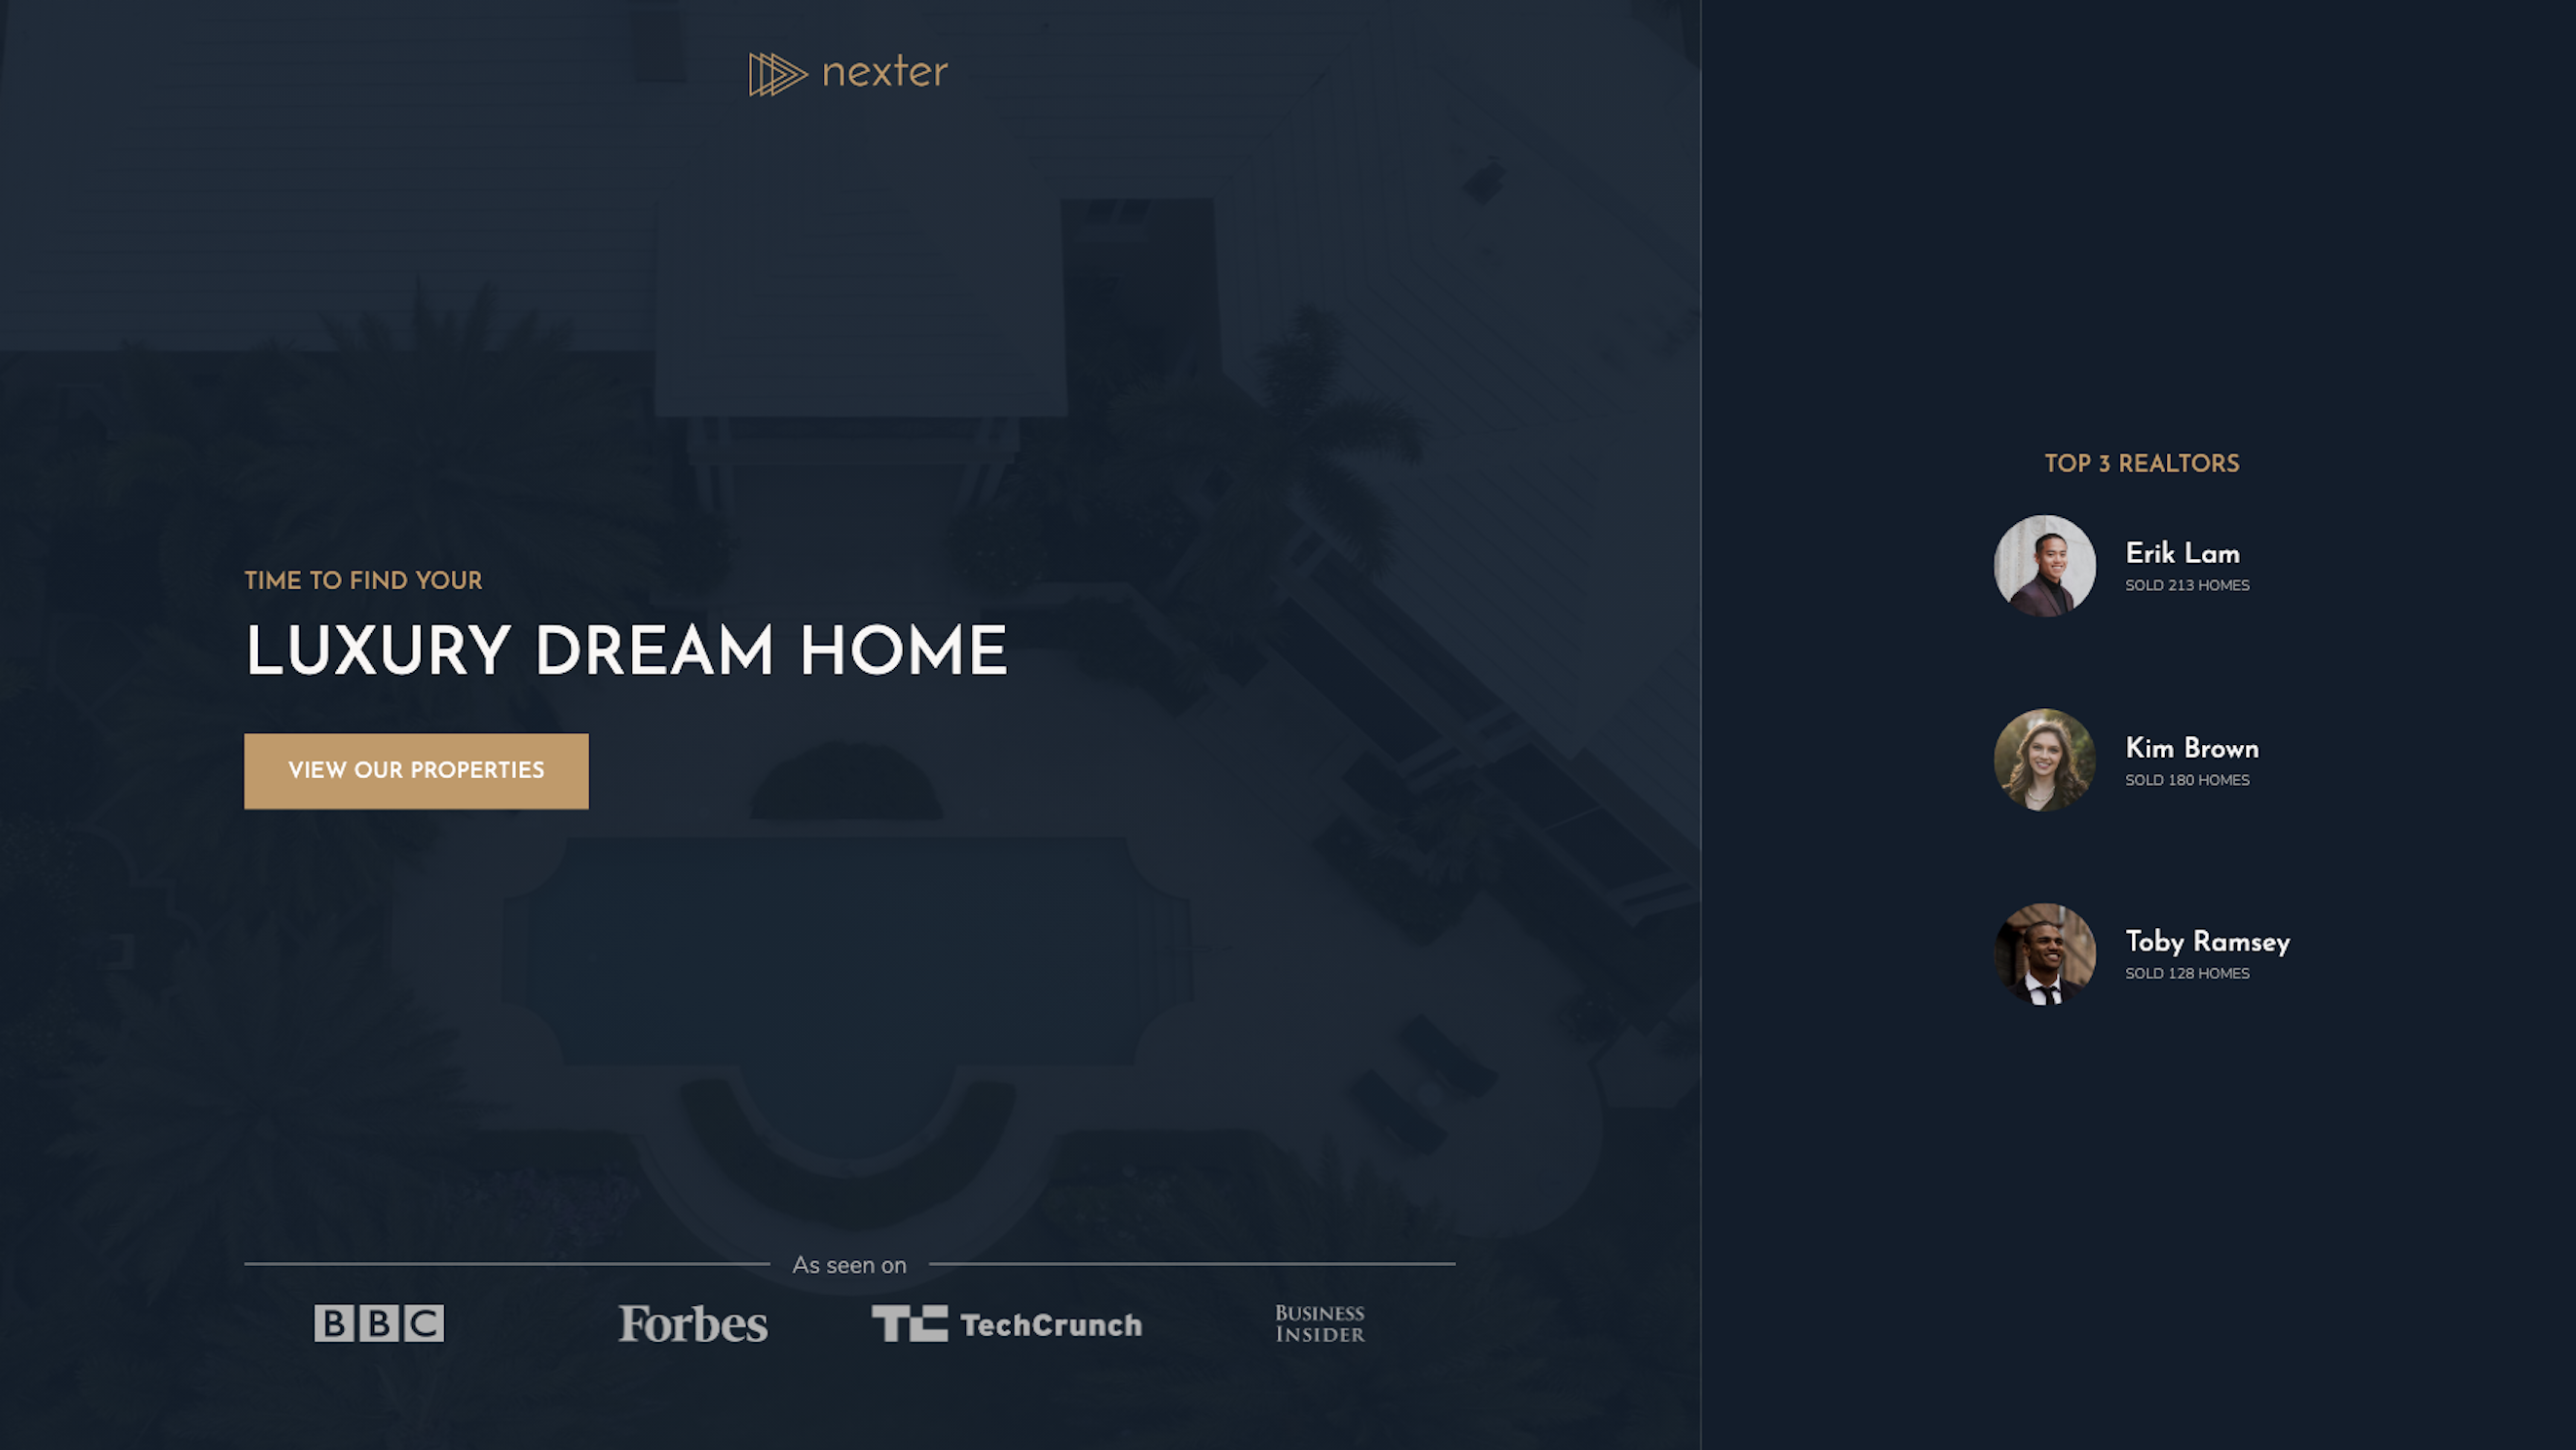 nexter
TIME TO FIND YOUR
LUXURY DREAM HOME
VIEW OUR PROPERTIES
As seen on
BBC
Forbes
TC TechCrunch
BUSINESS
INSIDER
TOP 3 REALTORS
Erik Lam
SOLD 213 HOMES
Kim Brown
SOLD 180 HOMES
Toby Ramsey
SOLD 128 HOMES